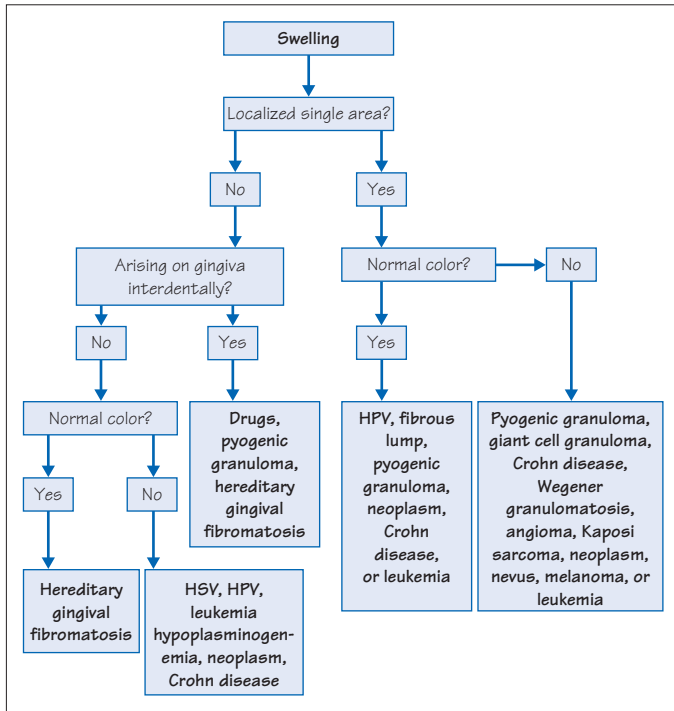 Swelling
Localized single area?
No
Yes
Arising on gingiva
interdentally?
Normal color?
No
No
Yes
Yes
Normal color?
Drugs,
pyogenic
granuloma,
hereditary
gingival
fibromatosis
HPV, fibrous
lump,
pyogenic
granuloma,
neoplasm,
Crohn
disease,
or leukemia
Pyogenic granuloma,
giant cell granuloma,
Crohn disease,
Wegener
granulomatosis,
angioma, Kaposi
sarcoma, neoplasm,
nevus, melanoma, or
leukemia
Yes
No
Hereditary
gingival
fibromatosis
HSV, HPV,
leukemia
hypoplasminogen-
emia, neoplasm,
Crohn disease